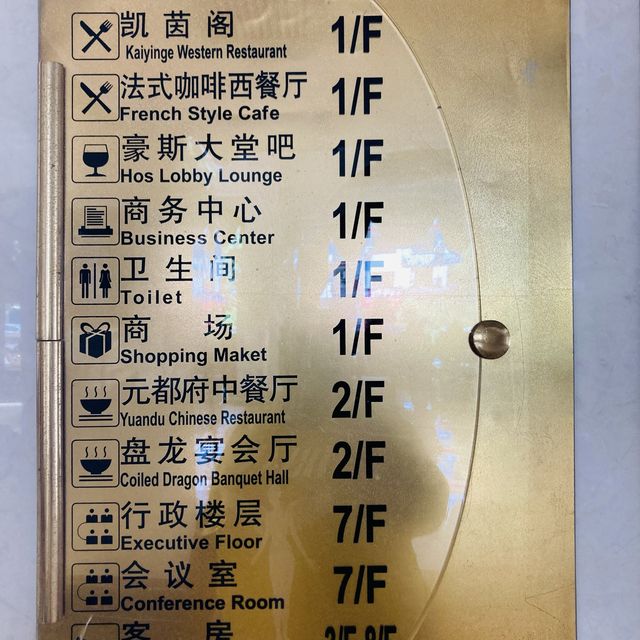 凯茵阁 1/F
Kaiyinge Western Restaurant
法式咖啡西餐厅 1/F
French Style Cafe
豪斯大堂吧 1/F
Hos Lobby Lounge
商务中心 1/F
Business Center
卫生间 1/F
Toilet
商场 1/F
Shopping Maket
元都府中餐厅 2/F
Yuandu Chinese Restaurant
盘龙宴会厅 2/F
Coiled Dragon Banquet Hall
行政楼层 7/F
Executive Floor
会议室 7/F
Conference Room
客房